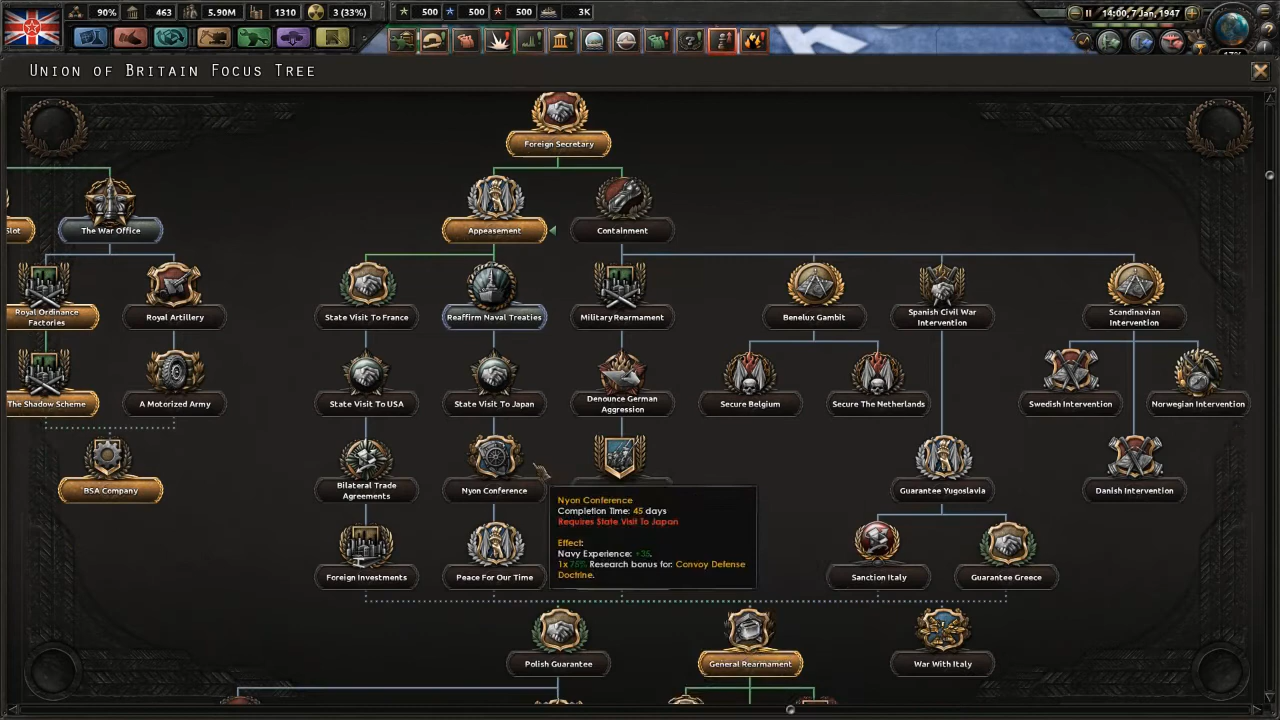 90%
463
5.90M
1310
3 (33%)
500
500
500
3K
14:00, 7 Jan, 1947
Union of Britain Focus Tree
Foreign Secretary
Slot
The War Office
Appeasement
Containment
Royal Ordinance
Factories
Royal Artillery
State Visit To France
Reaffirm Naval Treaties
Military Rearmament
Benelux Gambit
Spanish Civil War
Intervention
Scandinavian
Intervention
The Shadow Scheme
A Motorized Army
State Visit To USA
State Visit To Japan
Denounce German
Aggression
Secure Belgium
Secure The Netherlands
Swedish Intervention
Norwegian Intervention
BSA Company
Bilateral Trade
Agreements
Nyon Conference
Guarantee Yugoslavia
Danish Intervention
Nyon Conference
Completion Time: 45 days
Requires State Visit To Japan
Effect:
Navy Experience: +35.
1x 75% Research bonus for: Convoy Defense
Doctrine.
Foreign Investments
Peace For Our Time
Sanction Italy
Guarantee Greece
Polish Guarantee
General Rearmament
War With Italy